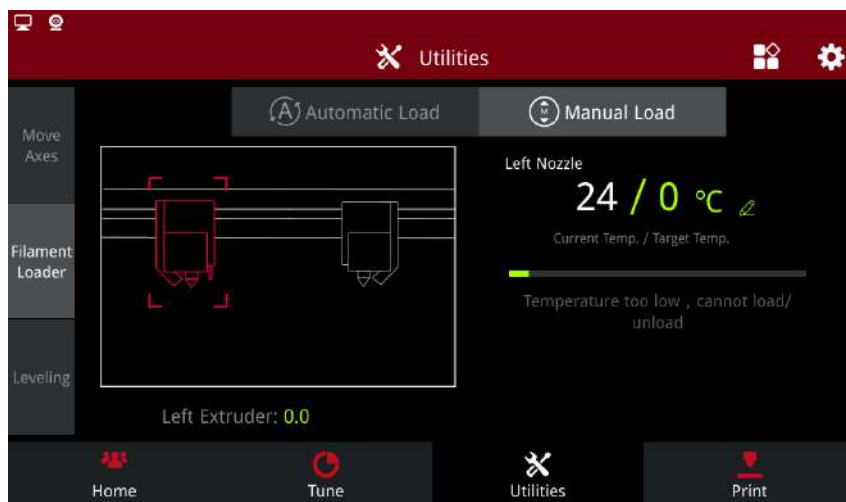 Utilities
Automatic Load
Manual Load
Move
Axes
Filament
Loader
Leveling
Left Nozzle
24 / 0 °C
Current Temp. / Target Temp.
Temperature too low , cannot load/
unload
Left Extruder: 0.0
Home
Tune
Utilities
Print